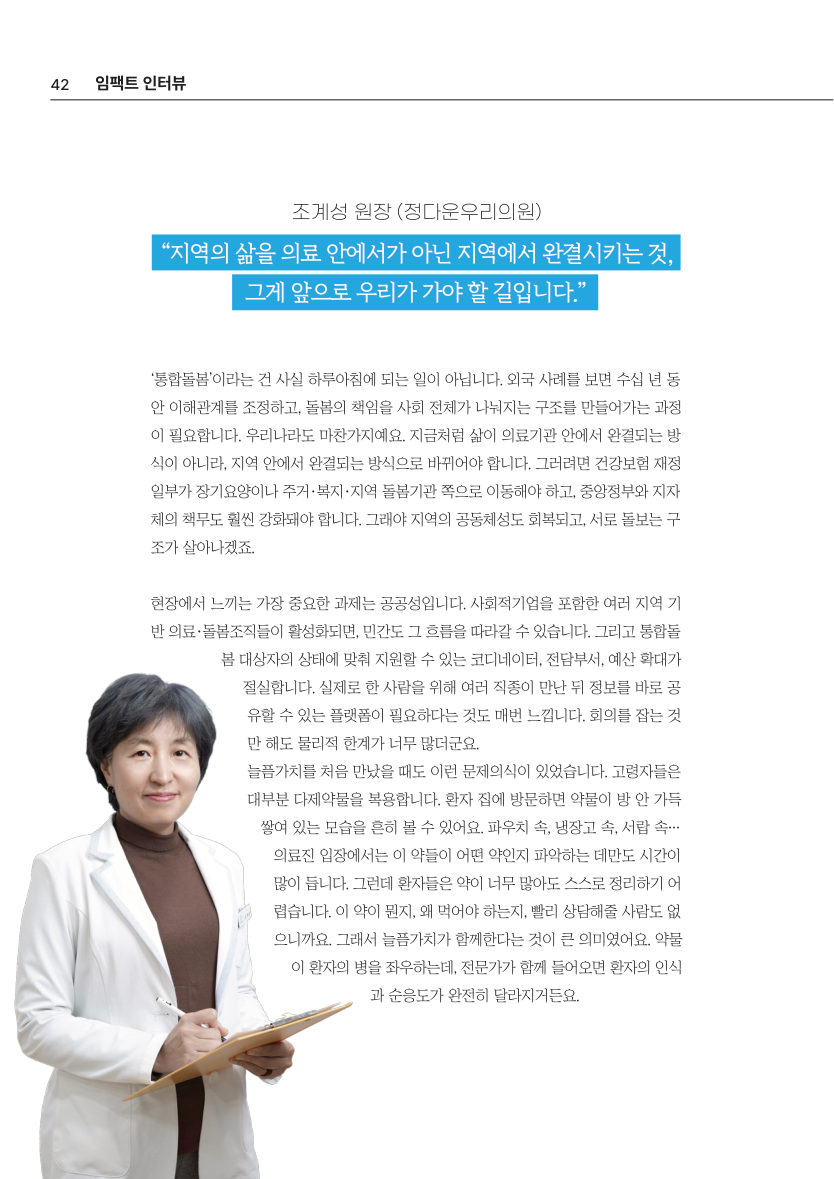 42 임팩트 인터뷰
조계성 원장 (정다운우리의원)
“지역의 삶을 의료 안에서가 아닌 지역에서 완결시키는 것,
그게 앞으로 우리가 가야 할 길입니다.”
‘통합돌봄’이라는 건 사실 하루아침에 되는 일이 아닙니다. 외국 사례를 보면 수십 년 동
안 이해관계를 조정하고, 돌봄의 책임을 사회 전체가 나눠지는 구조를 만들어가는 과정
이 필요합니다. 우리나라도 마찬가지예요. 지금처럼 삶이 의료기관 안에서 완결되는 방
식이 아니라, 지역 안에서 완결되는 방식으로 바뀌어야 합니다. 그러려면 건강보험 재정
일부가 장기요양이나 주거·복지·지역 돌봄기관 쪽으로 이동해야 하고, 중앙정부와 지자
체의 책무도 훨씬 강화돼야 합니다. 그래야 지역의 공동체성도 회복되고, 서로 돌보는 구
조가 살아나겠죠.
현장에서 느끼는 가장 중요한 과제는 공공성입니다. 사회적기업을 포함한 여러 지역 기
반 의료·돌봄조직들이 활성화되면, 민간도 그 흐름을 따라갈 수 있습니다. 그리고 통합돌
봄 대상자의 상태에 맞춰 지원할 수 있는 코디네이터, 전담부서, 예산 확대가
절실합니다. 실제로 한 사람을 위해 여러 직종이 만난 뒤 정보를 바로 공
유할 수 있는 플랫폼이 필요하다는 것도 매번 느낍니다. 회의를 잡는 것
만 해도 물리적 한계가 너무 많더군요.
늘픔가치를 처음 만났을 때도 이런 문제의식이 있었습니다. 고령자들은
대부분 다제약물을 복용합니다. 환자 집에 방문하면 약물이 방 안 가득
쌓여 있는 모습을 흔히 볼 수 있어요. 파우치 속, 냉장고 속, 서랍 속…
의료진 입장에서는 이 약들이 어떤 약인지 파악하는 데만도 시간이
많이 듭니다. 그런데 환자들은 약이 너무 많아도 스스로 정리하기 어
렵습니다. 이 약이 뭔지, 왜 먹어야 하는지, 빨리 상담해줄 사람도 없
으니까요. 그래서 늘픔가치가 함께한다는 것이 큰 의미였어요. 약물
이 환자의 병을 좌우하는데, 전문가가 함께 들어오면 환자의 인식
과 순응도가 완전히 달라지거든요.